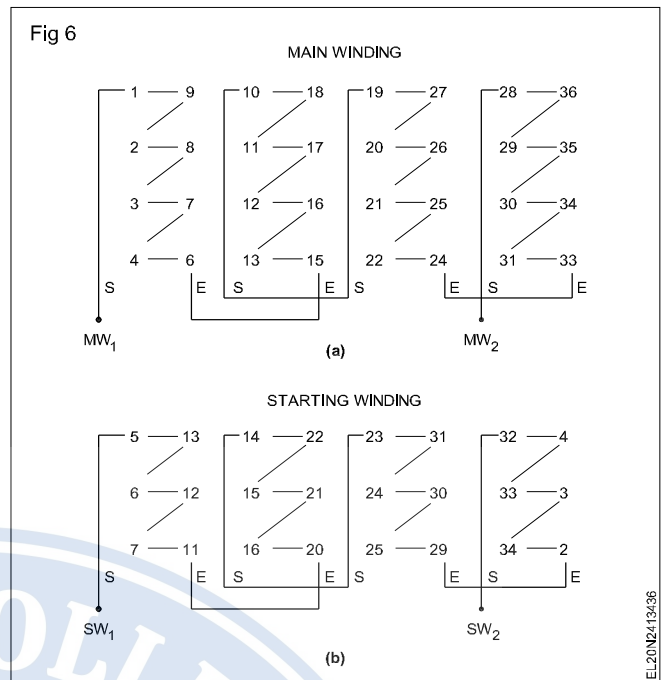 Fig 6
MAIN WINDING
1 — 9 10 — 18 19 — 27 28 — 36
2 — 8 11 — 17 20 — 26 29 — 35
3 — 7 12 — 16 21 — 25 30 — 34
4 — 6 13 — 15 22 — 24 31 — 33
S E S E S E S E
MW1 MW2
(a)
STARTING WINDING
5 — 13 14 — 22 23 — 31 32 — 4
6 — 12 15 — 21 24 — 30 33 — 3
7 — 11 16 — 20 25 — 29 34 — 2
S E S E S E S E
SW1 SW2
(b)
EL20N2413436
OLL